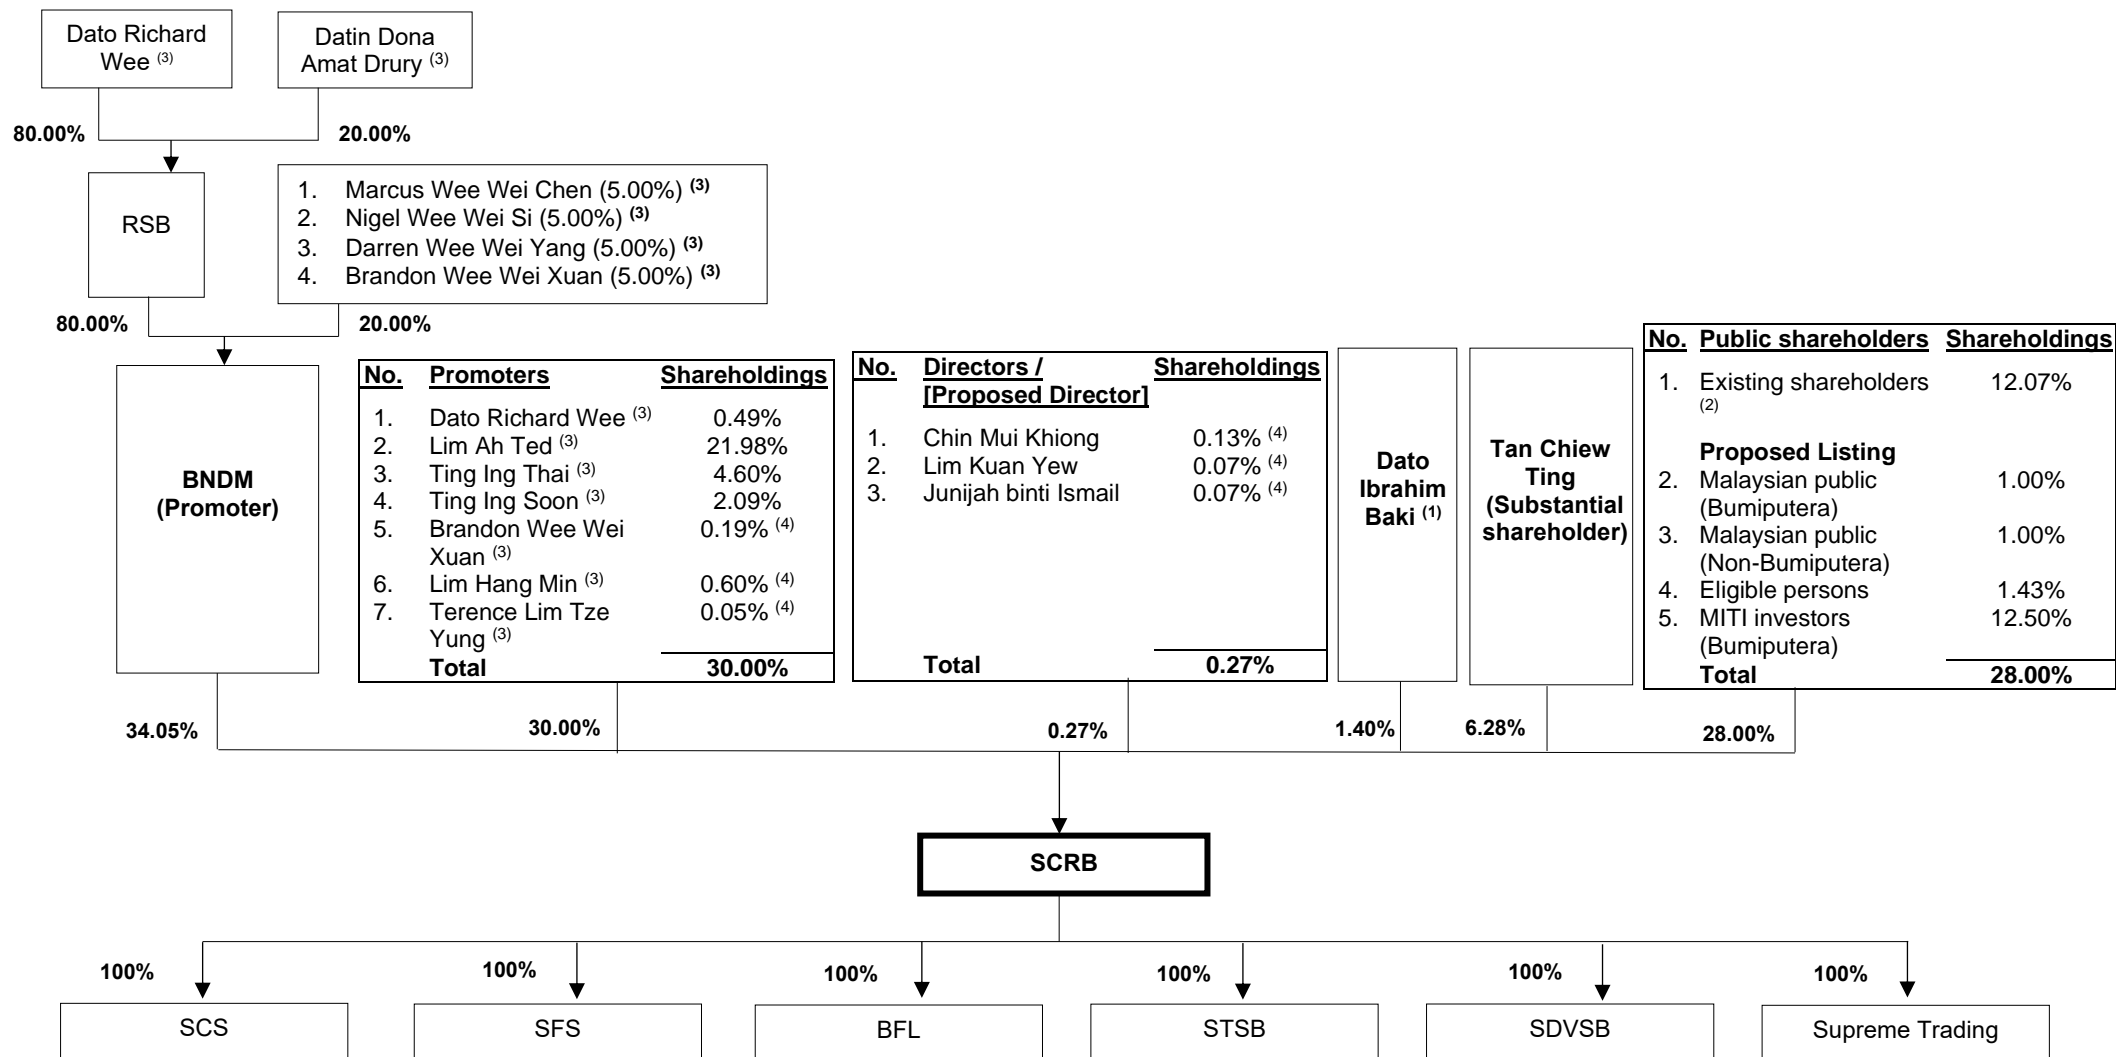 Dato Richard
Wee (3)
Datin Dona
Amat Drury (3)
80.00%
20.00%
RSB
1. Marcus Wee Wei Chen (5.00%) (3)
2. Nigel Wee Wei Si (5.00%) (3)
3. Darren Wee Wei Yang (5.00%) (3)
4. Brandon Wee Wei Xuan (5.00%) (3)
80.00%
20.00%
BNDM
(Promoter)
No. Promoters Shareholdings
1. Dato Richard Wee (3) 0.49%
2. Lim Ah Ted (3) 21.98%
3. Ting Ing Thai (3) 4.60%
4. Ting Ing Soon (3) 2.09%
5. Brandon Wee Wei 0.19% (4)
Xuan (3)
6. Lim Hang Min (3) 0.60% (4)
7. Terence Lim Tze 0.05% (4)
Yung (3)
Total 30.00%
No. Directors / Shareholdings
[Proposed Director]
1. Chin Mui Khiong 0.13% (4)
2. Lim Kuan Yew 0.07% (4)
3. Junijah binti Ismail 0.07% (4)
Total 0.27%
Dato
Ibrahim
Baki (1)
Tan Chiew
Ting
(Substantial
shareholder)
No. Public shareholders Shareholdings
1. Existing shareholders 12.07%
(2)
Proposed Listing
2. Malaysian public 1.00%
(Bumiputera)
3. Malaysian public 1.00%
(Non-Bumiputera)
4. Eligible persons 1.43%
5. MITI investors 12.50%
(Bumiputera)
Total 28.00%
34.05%
30.00%
0.27%
1.40%
6.28%
28.00%
SCRB
100%
100%
100%
100%
100%
100%
SCS
SFS
BFL
STSB
SDVSB
Supreme Trading